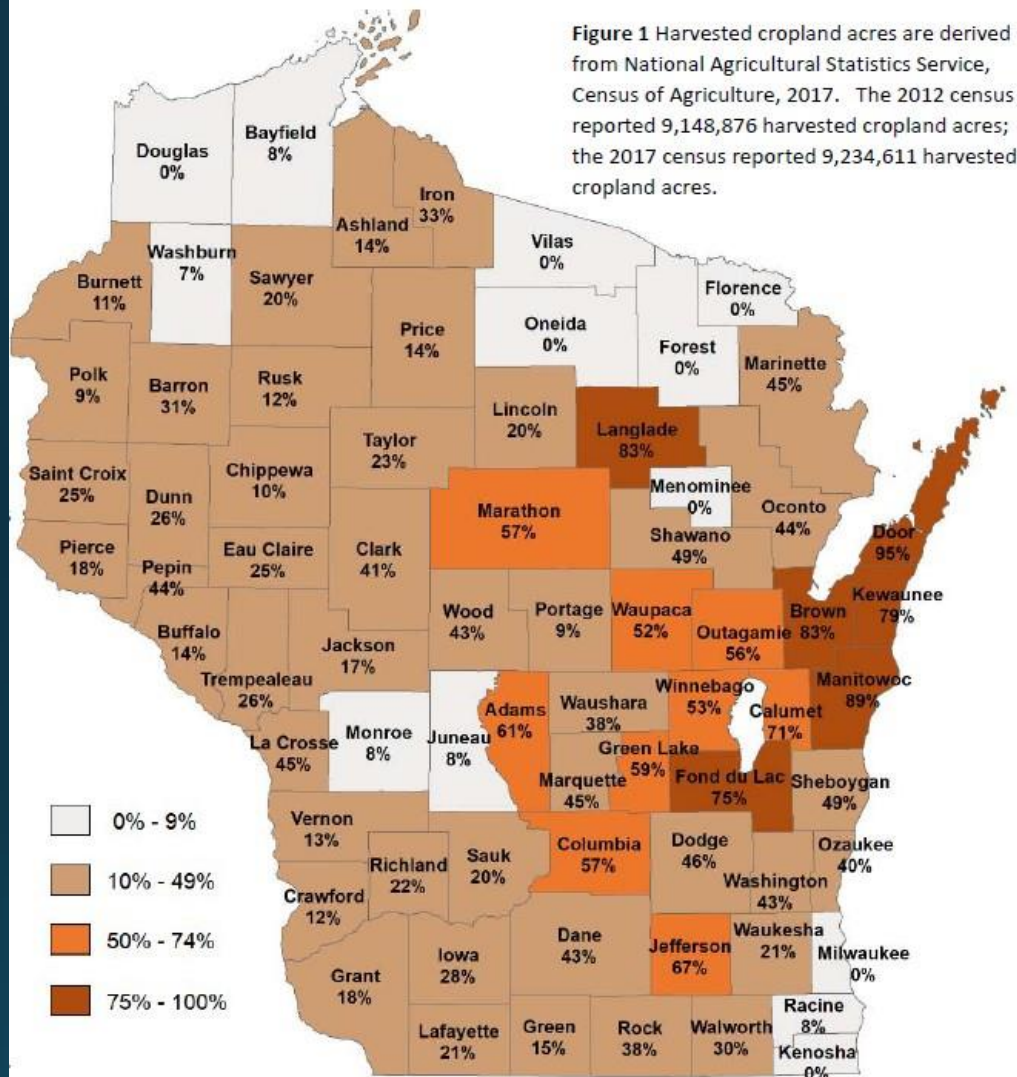 Figure 1 Harvested cropland acres are derived
from National Agricultural Statistics Service,
Census of Agriculture, 2017. The 2012 census
reported 9,148,876 harvested cropland acres;
the 2017 census reported 9,234,611 harvested
cropland acres.
Douglas
0%
Bayfield
8%
Iron
33%
Ashland
14%
Vilas
0%
Washburn
7%
Burnett
11%
Sawyer
20%
Florence
0%
Price
14%
Oneida
0%
Forest
0%
Marinette
45%
Polk
9%
Barron
31%
Rusk
12%
Lincoln
20%
Langlade
83%
Taylor
23%
Saint Croix
25%
Chippewa
10%
Dunn
26%
Menominee
0%
Marathon
57%
Oconto
44%
Shawano
49%
Door
95%
Pierce
18%
Pepin
44%
Eau Claire
25%
Clark
41%
Kewaunee
79%
Wood
43%
Portage
9%
Waupaca
52%
Outagamie
56%
Brown
83%
Buffalo
14%
Jackson
17%
Trempealeau
26%
Manitowoc
89%
Adams
61%
Waushara
38%
Winnebago
53%
Calumet
71%
La Crosse
45%
Monroe
8%
Juneau
8%
Green Lake
59%
Marquette
45%
Fond du Lac
75%
Sheboygan
49%
Vernon
13%
Columbia
57%
Dodge
46%
Ozaukee
40%
Richland
22%
Sauk
20%
Washington
43%
Crawford
12%
Dane
43%
Jefferson
67%
Waukesha
21%
Milwaukee
0%
Iowa
28%
Grant
18%
Racine
8%
Lafayette
21%
Green
15%
Rock
38%
Walworth
30%
Kenosha
0%
0% - 9%
10% - 49%
50% - 74%
75% - 100%